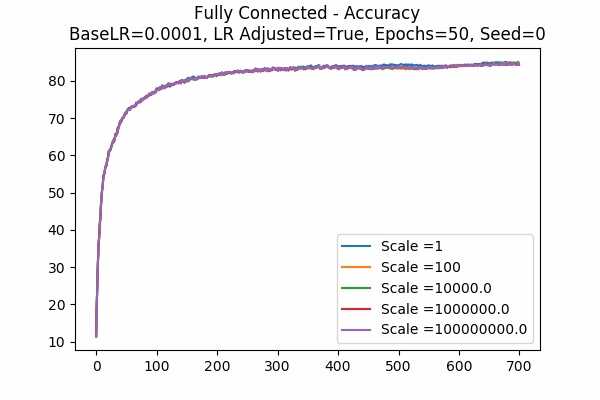 Fully Connected - Accuracy
BaseLR=0.0001, LR Adjusted=True, Epochs=50, Seed=0
80
70
60
50
40
30
20
10
Scale =1
Scale =100
Scale =10000.0
Scale =1000000.0
Scale =100000000.0
0 100 200 300 400 500 600 700